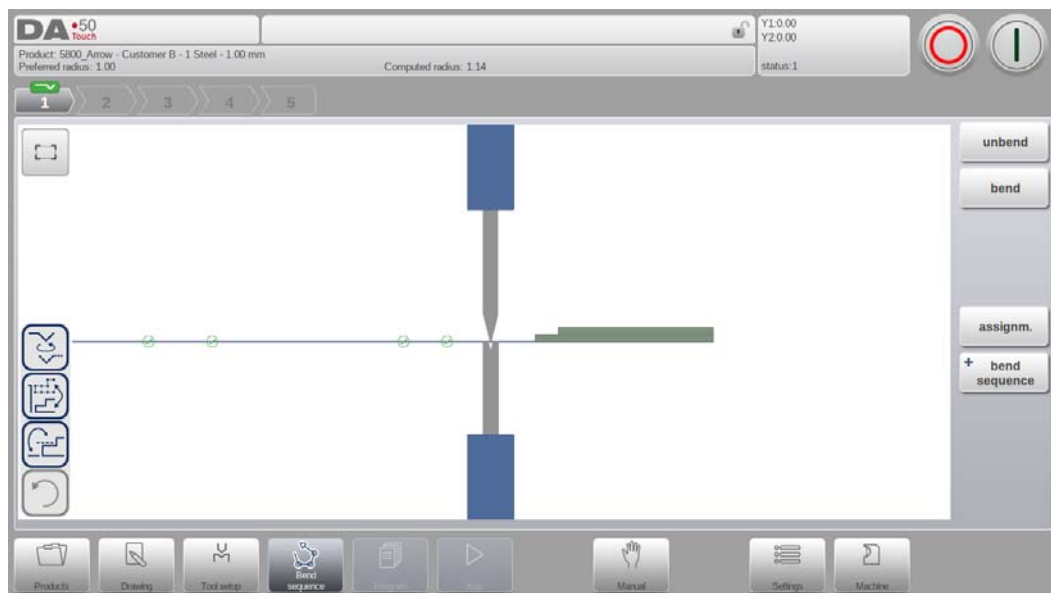 DA•50
Touch
Y1:0.00
Y2:0.00
Product: 5800_Arrow - Customer B - 1 Steel - 1.00 mm
Preferred radius: 1.00
Computed radius: 1.14
status:1
1
2
3
4
5
unbend
bend
assignm.
+ bend
sequence
Products
Drawing
Tool setup
Bend
sequence
Program
Auto
Manual
Settings
Machine